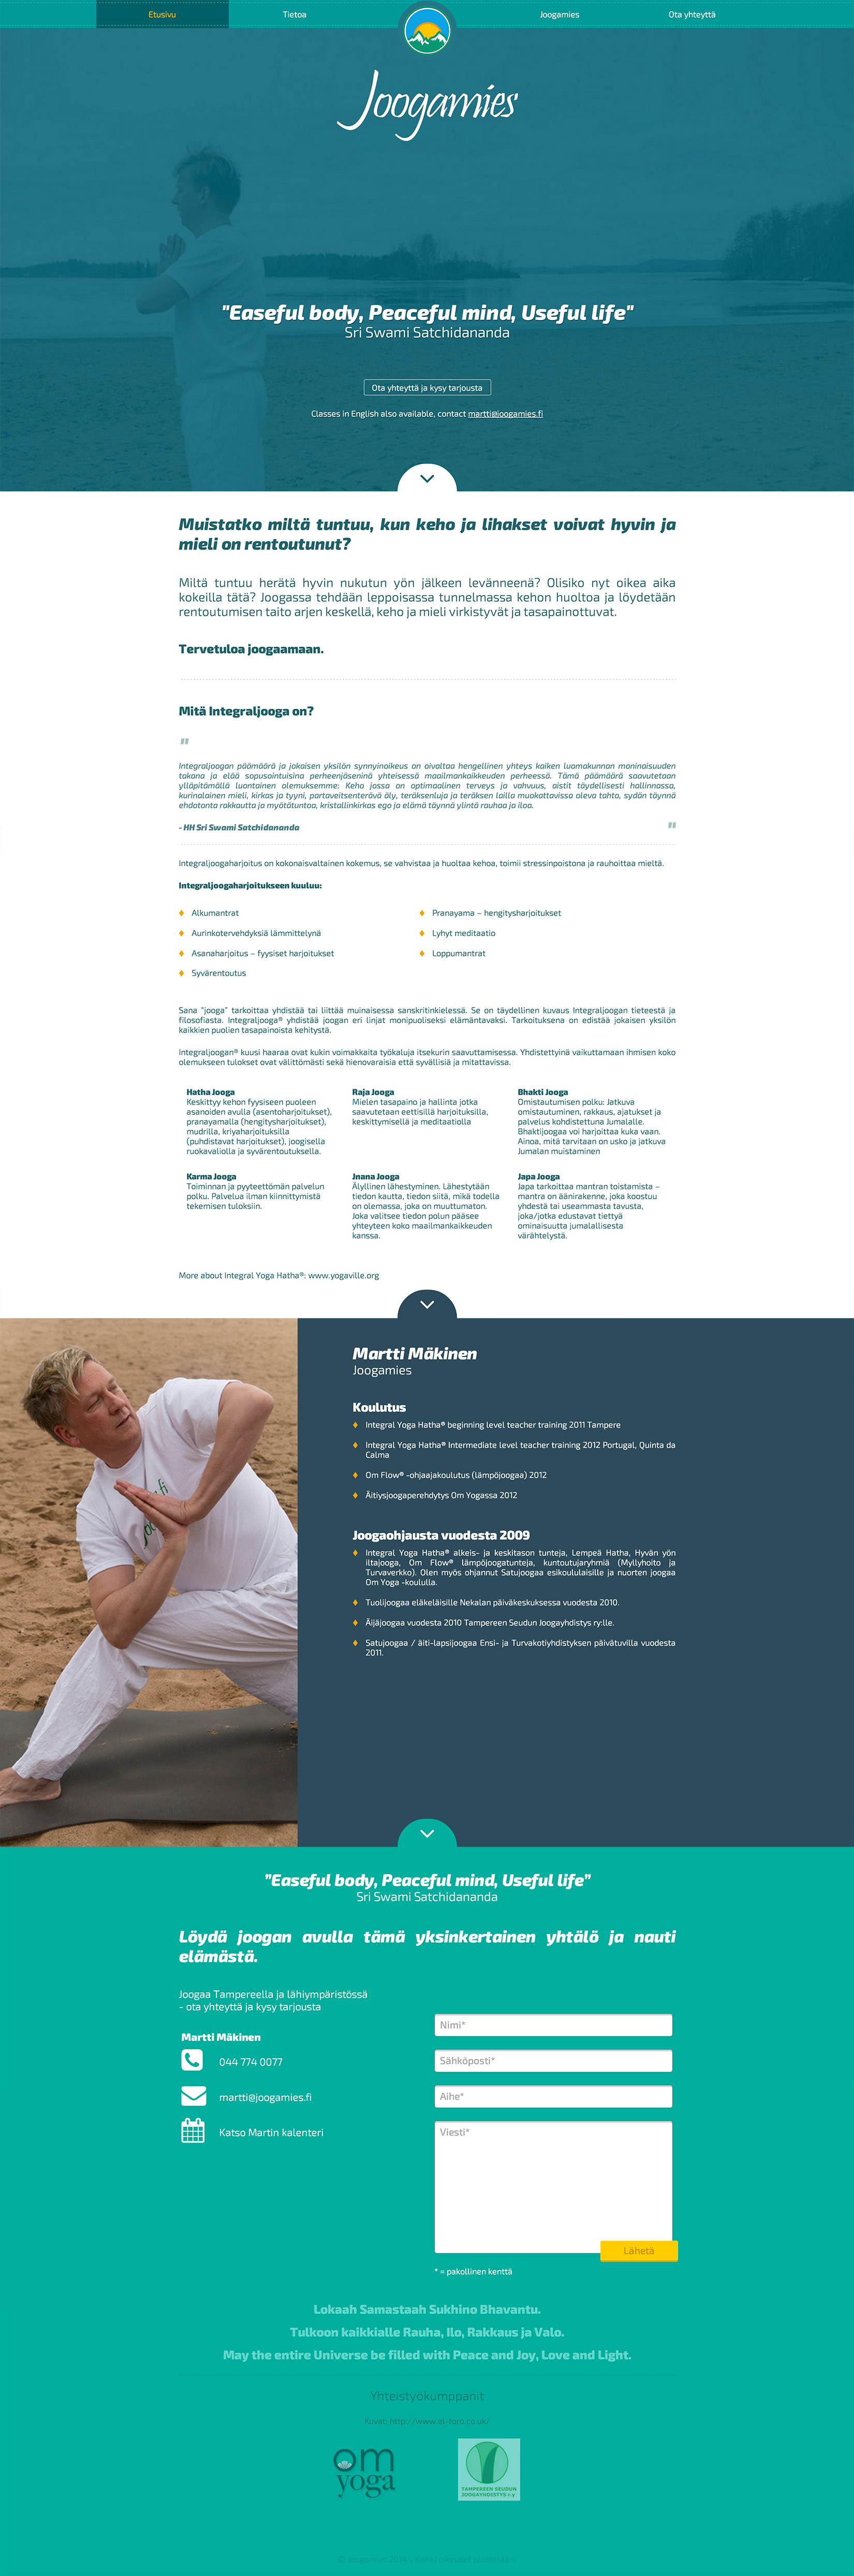 Etusivu
Tietoa
Joogamies
Ota yhteyttä
Joogamies
"Easeful body, Peaceful mind, Useful life"
Sri Swami Satchidananda
Ota yhteyttä ja kysy tarjousta
Classes in English also available, contact martti@joogamies.fi
Muistatko miltä tuntuu, kun keho ja lihakset voivat hyvin ja
mieli on rentoutunut?
Miltä tuntuu herätä hyvin nukutun yön jälkeen levänneenä? Olisiko nyt oikea aika
kokeilla tätä? Joogassa tehdään leppoisassa tunnelmassa kehon huoltoa ja löydetään
rentoutumisen taito arjen keskellä, keho ja mieli virkistyvät ja tasapainottuvat.
Tervetuloa joogaamaan.
Mitä Integraljooga on?
"
Integraljoogan päämäärä ja jokaisen yksilön synnyinoikeus on oivaltaa hengellinen yhteys kaiken luomakunnan moninaisuuden
takana ja elää sopusointuisina perheenjäseninä yhteisessä maailmankaikkeuden perheessä. Tämä päämäärä saavutetaan
ylläpitämällä luontainen olemuksemme: Keho jossa on optimaalinen terveys ja vahvuus, aistit täydellisesti hallinnassa,
kurinalainen mieli, kirkas ja tyyni, partaveitsenterävä äly, teräksenluja ja teräksen lailla muokattavissa oleva tahto, sydän täynnä
ehdotonta rakkautta ja myötätuntoa, kristallinkirkas ego ja elämä täynnä ylintä rauhaa ja iloa.
- HH Sri Swami Satchidananda
"
Integraljoogaharjoitus on kokonaisvaltainen kokemus, se vahvistaa ja huoltaa kehoa, toimii stressinpoistona ja rauhoittaa mieltä.
Integraljoogaharjoitukseen kuuluu:
Alkumantrat
Aurinkotervehdyksiä lämmittelynä
Asanaharjoitus – fyysiset harjoitukset
Syvärentoutus
Pranayama – hengitysharjoitukset
Lyhyt meditaatio
Loppumantrat
Sana "jooga" tarkoittaa yhdistää tai liittää muinaisessa sanskritinkielessä. Se on täydellinen kuvaus Integraljoogan tieteestä ja
filosofiasta. Integraljooga® yhdistää joogan eri linjat monipuoliseksi elämäntavaksi. Tarkoituksena on edistää jokaisen yksilön
kaikkien puolien tasapainoista kehitystä.
Integraljoogan® kuusi haaraa ovat kukin voimakkaita työkaluja itsekurin saavuttamisessa. Yhdistettyinä vaikuttamaan ihmisen koko
olemukseen tulokset ovat välittömästi sekä hienovaraisia että syvällisiä ja mitattavissa.
Hatha Jooga
Keskittyy kehon fyysiseen puoleen
asanoiden avulla (asentoharjoitukset),
pranayamalla (hengitysharjoitukset),
mudrilla, kriyaharjoituksilla
(puhdistavat harjoitukset), joogisella
ruokavaliolla ja syvärentoutuksella.
Raja Jooga
Mielen tasapaino ja hallinta jotka
saavutetaan eettisillä harjoituksilla,
keskittymisellä ja meditaatiolla
Bhakti Jooga
Omistautumisen polku: Jatkuva
omistautuminen, rakkaus, ajatukset ja
palvelus kohdistettuna Jumalalle.
Bhaktijoogaa voi harjoittaa kuka vaan.
Ainoa, mitä tarvitaan on usko ja jatkuva
Jumalan muistaminen
Karma Jooga
Toiminnan ja pyyteettömän palvelun
polku. Palvelua ilman kiinnittymistä
tekemisen tuloksiin.
Jnana Jooga
Älyllinen lähestyminen. Lähestytään
tiedon kautta, tiedon siitä, mikä todella
on olemassa, joka on muuttumaton.
Joka valitsee tiedon polun pääsee
yhteyteen koko maailmankaikkeuden
kanssa.
Japa Jooga
Japa tarkoittaa mantran toistamista –
mantra on äänirakenne, joka koostuu
yhdestä tai useammasta tavusta,
joka/jotka edustavat tiettyä
ominaisuutta jumalallisesta
värähtelystä.
More about Integral Yoga Hatha®: www.yogaville.org
Martti Mäkinen
Joogamies
Koulutus
Integral Yoga Hatha® beginning level teacher training 2011 Tampere
Integral Yoga Hatha® Intermediate level teacher training 2012 Portugal, Quinta da
Calma
Om Flow® -ohjaajakoulutus (lämpöjoogaa) 2012
Äitiysjoogaperehdytys Om Yogassa 2012
Joogaohjausta vuodesta 2009
Integral Yoga Hatha® alkeis- ja keskitason tunteja, Lempeä Hatha, Hyvän yön
iltajooga, Om Flow® lämpöjoogatunteja, kuntoutujaryhmiä (Myllyhoito ja
Turvaverkko). Olen myös ohjannut Satujoogaa esikoululaisille ja nuorten joogaa
Om Yoga -koululla.
Tuolijoogaa eläkeläisille Nekalan päiväkeskuksessa vuodesta 2010.
Äijäjoogaa vuodesta 2010 Tampereen Seudun Joogayhdistys ry:lle.
Satujoogaa / äiti-lapsijoogaa Ensi- ja Turvakotiyhdistyksen päivätuvilla vuodesta
2011.
"Easeful body, Peaceful mind, Useful life"
Sri Swami Satchidananda
Löydä joogan avulla tämä yksinkertainen yhtälö ja nauti
elämästä.
Joogaa Tampereella ja lähiympäristössä
- ota yhteyttä ja kysy tarjousta
Martti Mäkinen
044 774 0077
martti@joogamies.fi
Katso Martin kalenteri
Nimi*
Sähköposti*
Aihe*
Viesti*
Lähetä
* = pakollinen kenttä
Lokaah Samastaah Sukhino Bhavantu.
Tulkoon kaikkialle Rauha, Ilo, Rakkaus ja Valo.
May the entire Universe be filled with Peace and Joy, Love and Light.
Yhteistyökumppanit
Kuvat: http://www.el-toro.co.uk/
om
yoga
TAMPEREEN SEUDUN
JOOGAYHDISTYS r.y